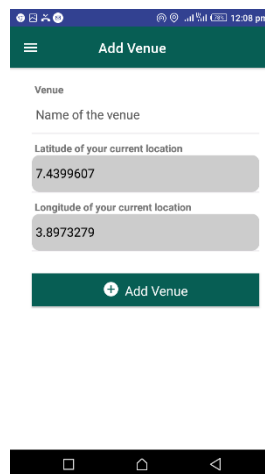 12:08 pm
Add Venue
Venue
Name of the venue
Latitude of your current location
7.4399607
Longitude of your current location
3.8973279
Add Venue